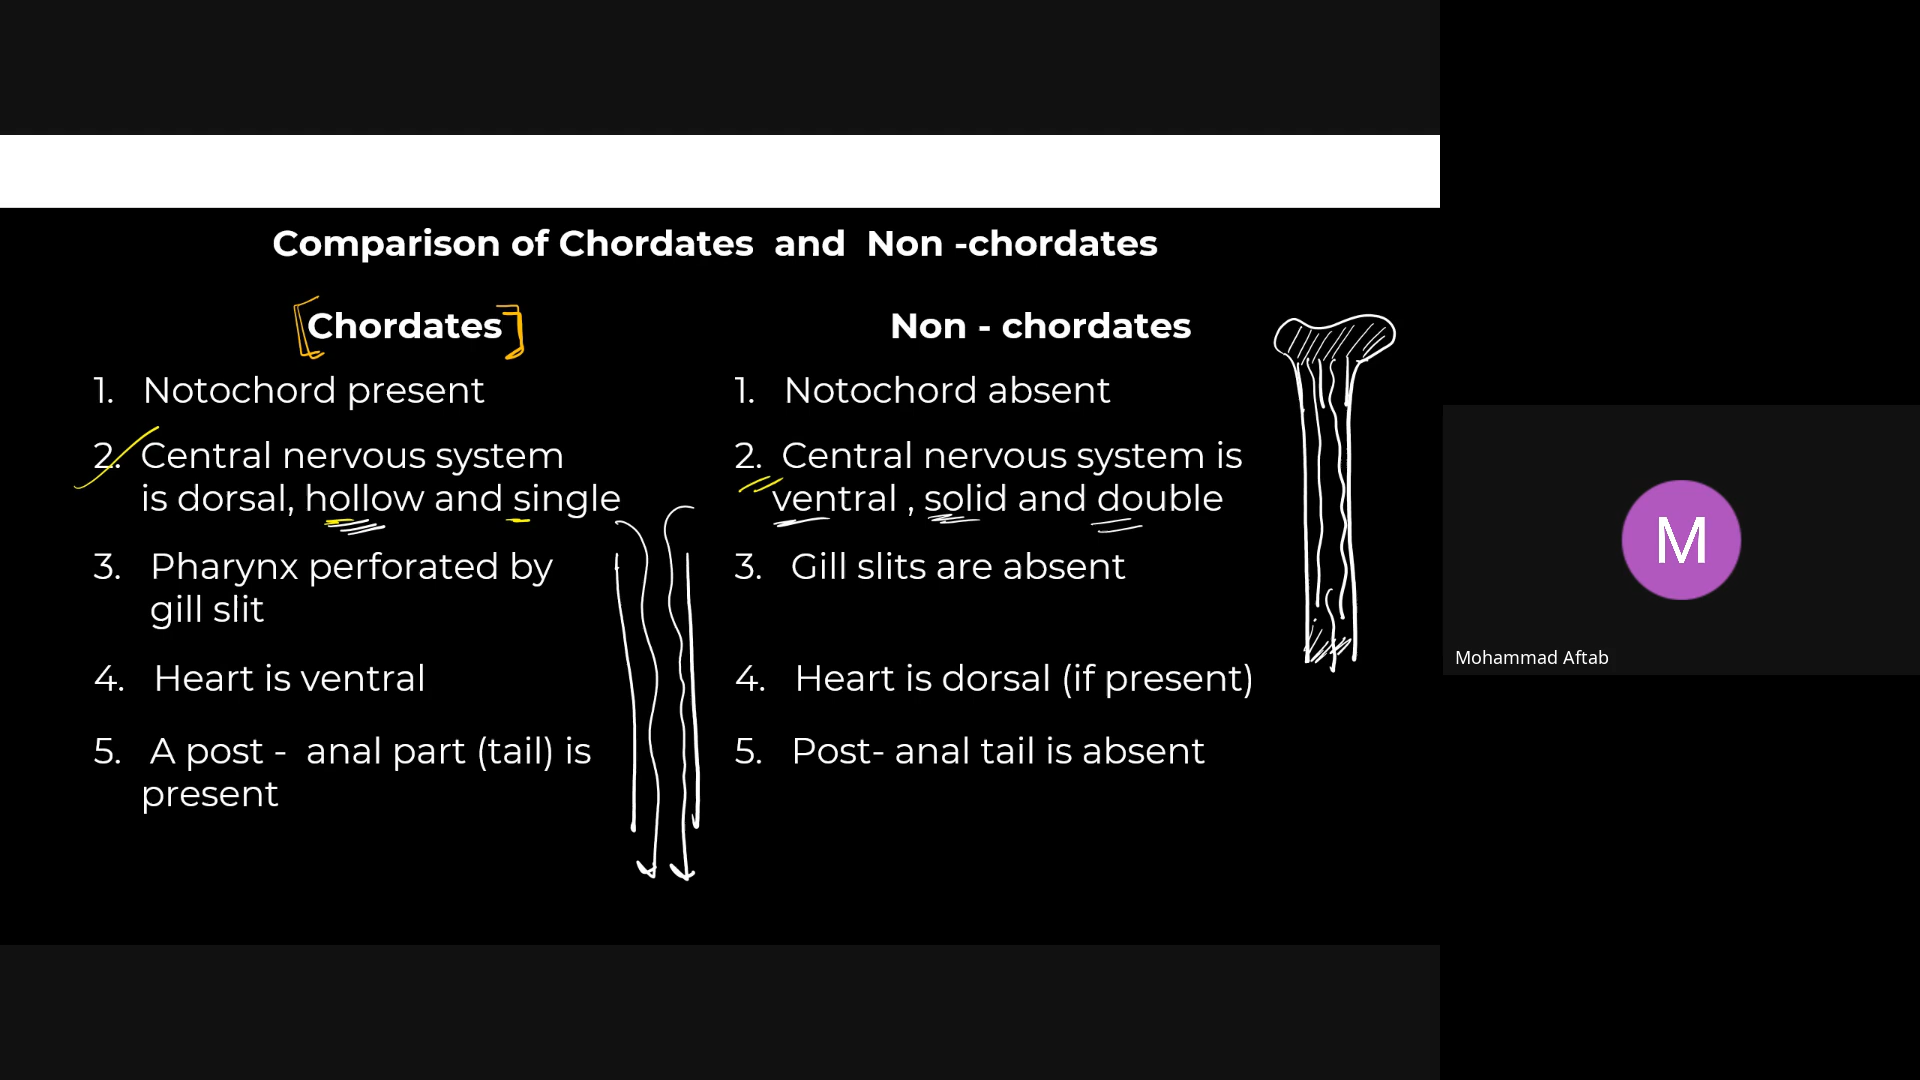 Comparison of Chordates and Non -chordates
Chordates
1. Notochord present
2. Central nervous system
is dorsal, hollow and single
3. Pharynx perforated by
gill slit
4. Heart is ventral
5. A post - anal part (tail) is
present
Non - chordates
1. Notochord absent
2. Central nervous system is
ventral , solid and double
3. Gill slits are absent
4. Heart is dorsal (if present)
5. Post- anal tail is absent
M
Mohammad Aftab